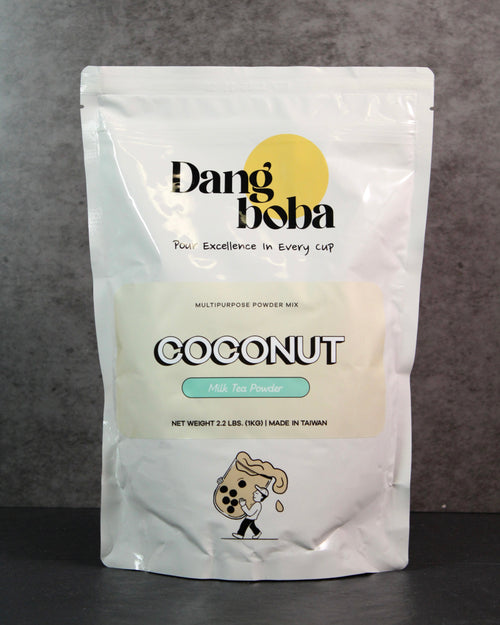 Dang
boba
Pour Excellence In Every Cup
MULTIPURPOSE POWDER MIX
COCONUT
Milk Tea Powder
NET WEIGHT 2.2 LBS. (1KG) | MADE IN TAIWAN